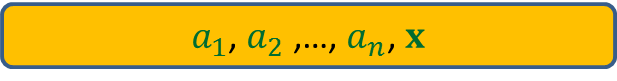 a₁, a₂ ,..., aₙ, x